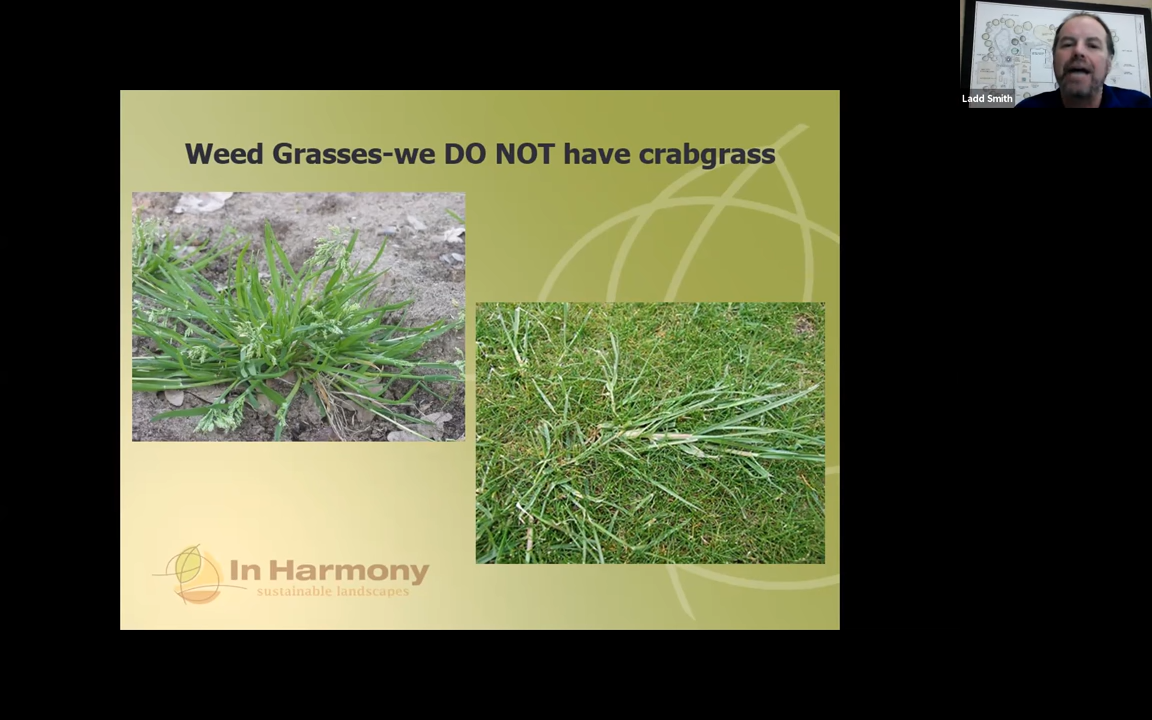 Weed Grasses-we DO NOT have crabgrass
In Harmony
sustainable landscapes
Ladd Smith